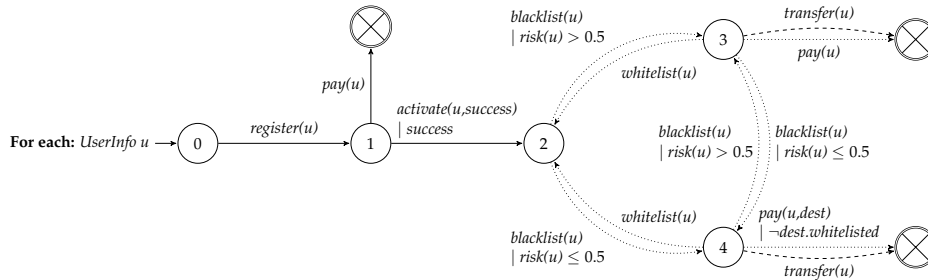 blacklist(u)
| risk(u) > 0.5
3
transfer(u)
pay(u)
whitelist(u)
pay(u)
activate(u,success)
| success
For each: UserInfo u
0
register(u)
1
2
blacklist(u)
| risk(u) > 0.5
blacklist(u)
| risk(u) ≤ 0.5
whitelist(u)
blacklist(u)
| risk(u) ≤ 0.5
4
pay(u,dest)
| ¬dest.whitelisted
transfer(u)